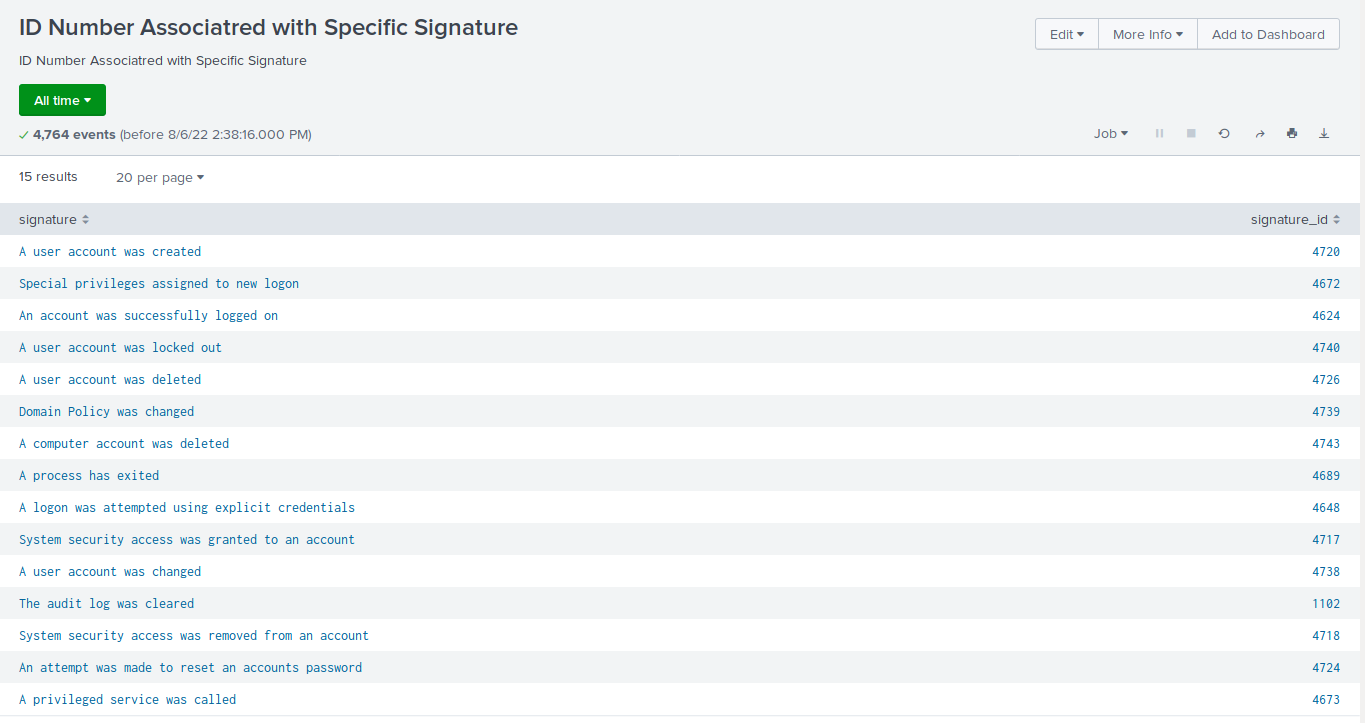 ID Number Associatred with Specific Signature
Edit More Info Add to Dashboard
ID Number Associatred with Specific Signature
All time
4,764 events (before 8/6/22 2:38:16.000 PM)
Job
15 results 20 per page
signature signature_id
A user account was created 4720
Special privileges assigned to new logon 4672
An account was successfully logged on 4624
A user account was locked out 4740
A user account was deleted 4726
Domain Policy was changed 4739
A computer account was deleted 4743
A process has exited 4689
A logon was attempted using explicit credentials 4648
System security access was granted to an account 4717
A user account was changed 4738
The audit log was cleared 1102
System security access was removed from an account 4718
An attempt was made to reset an accounts password 4724
A privileged service was called 4673